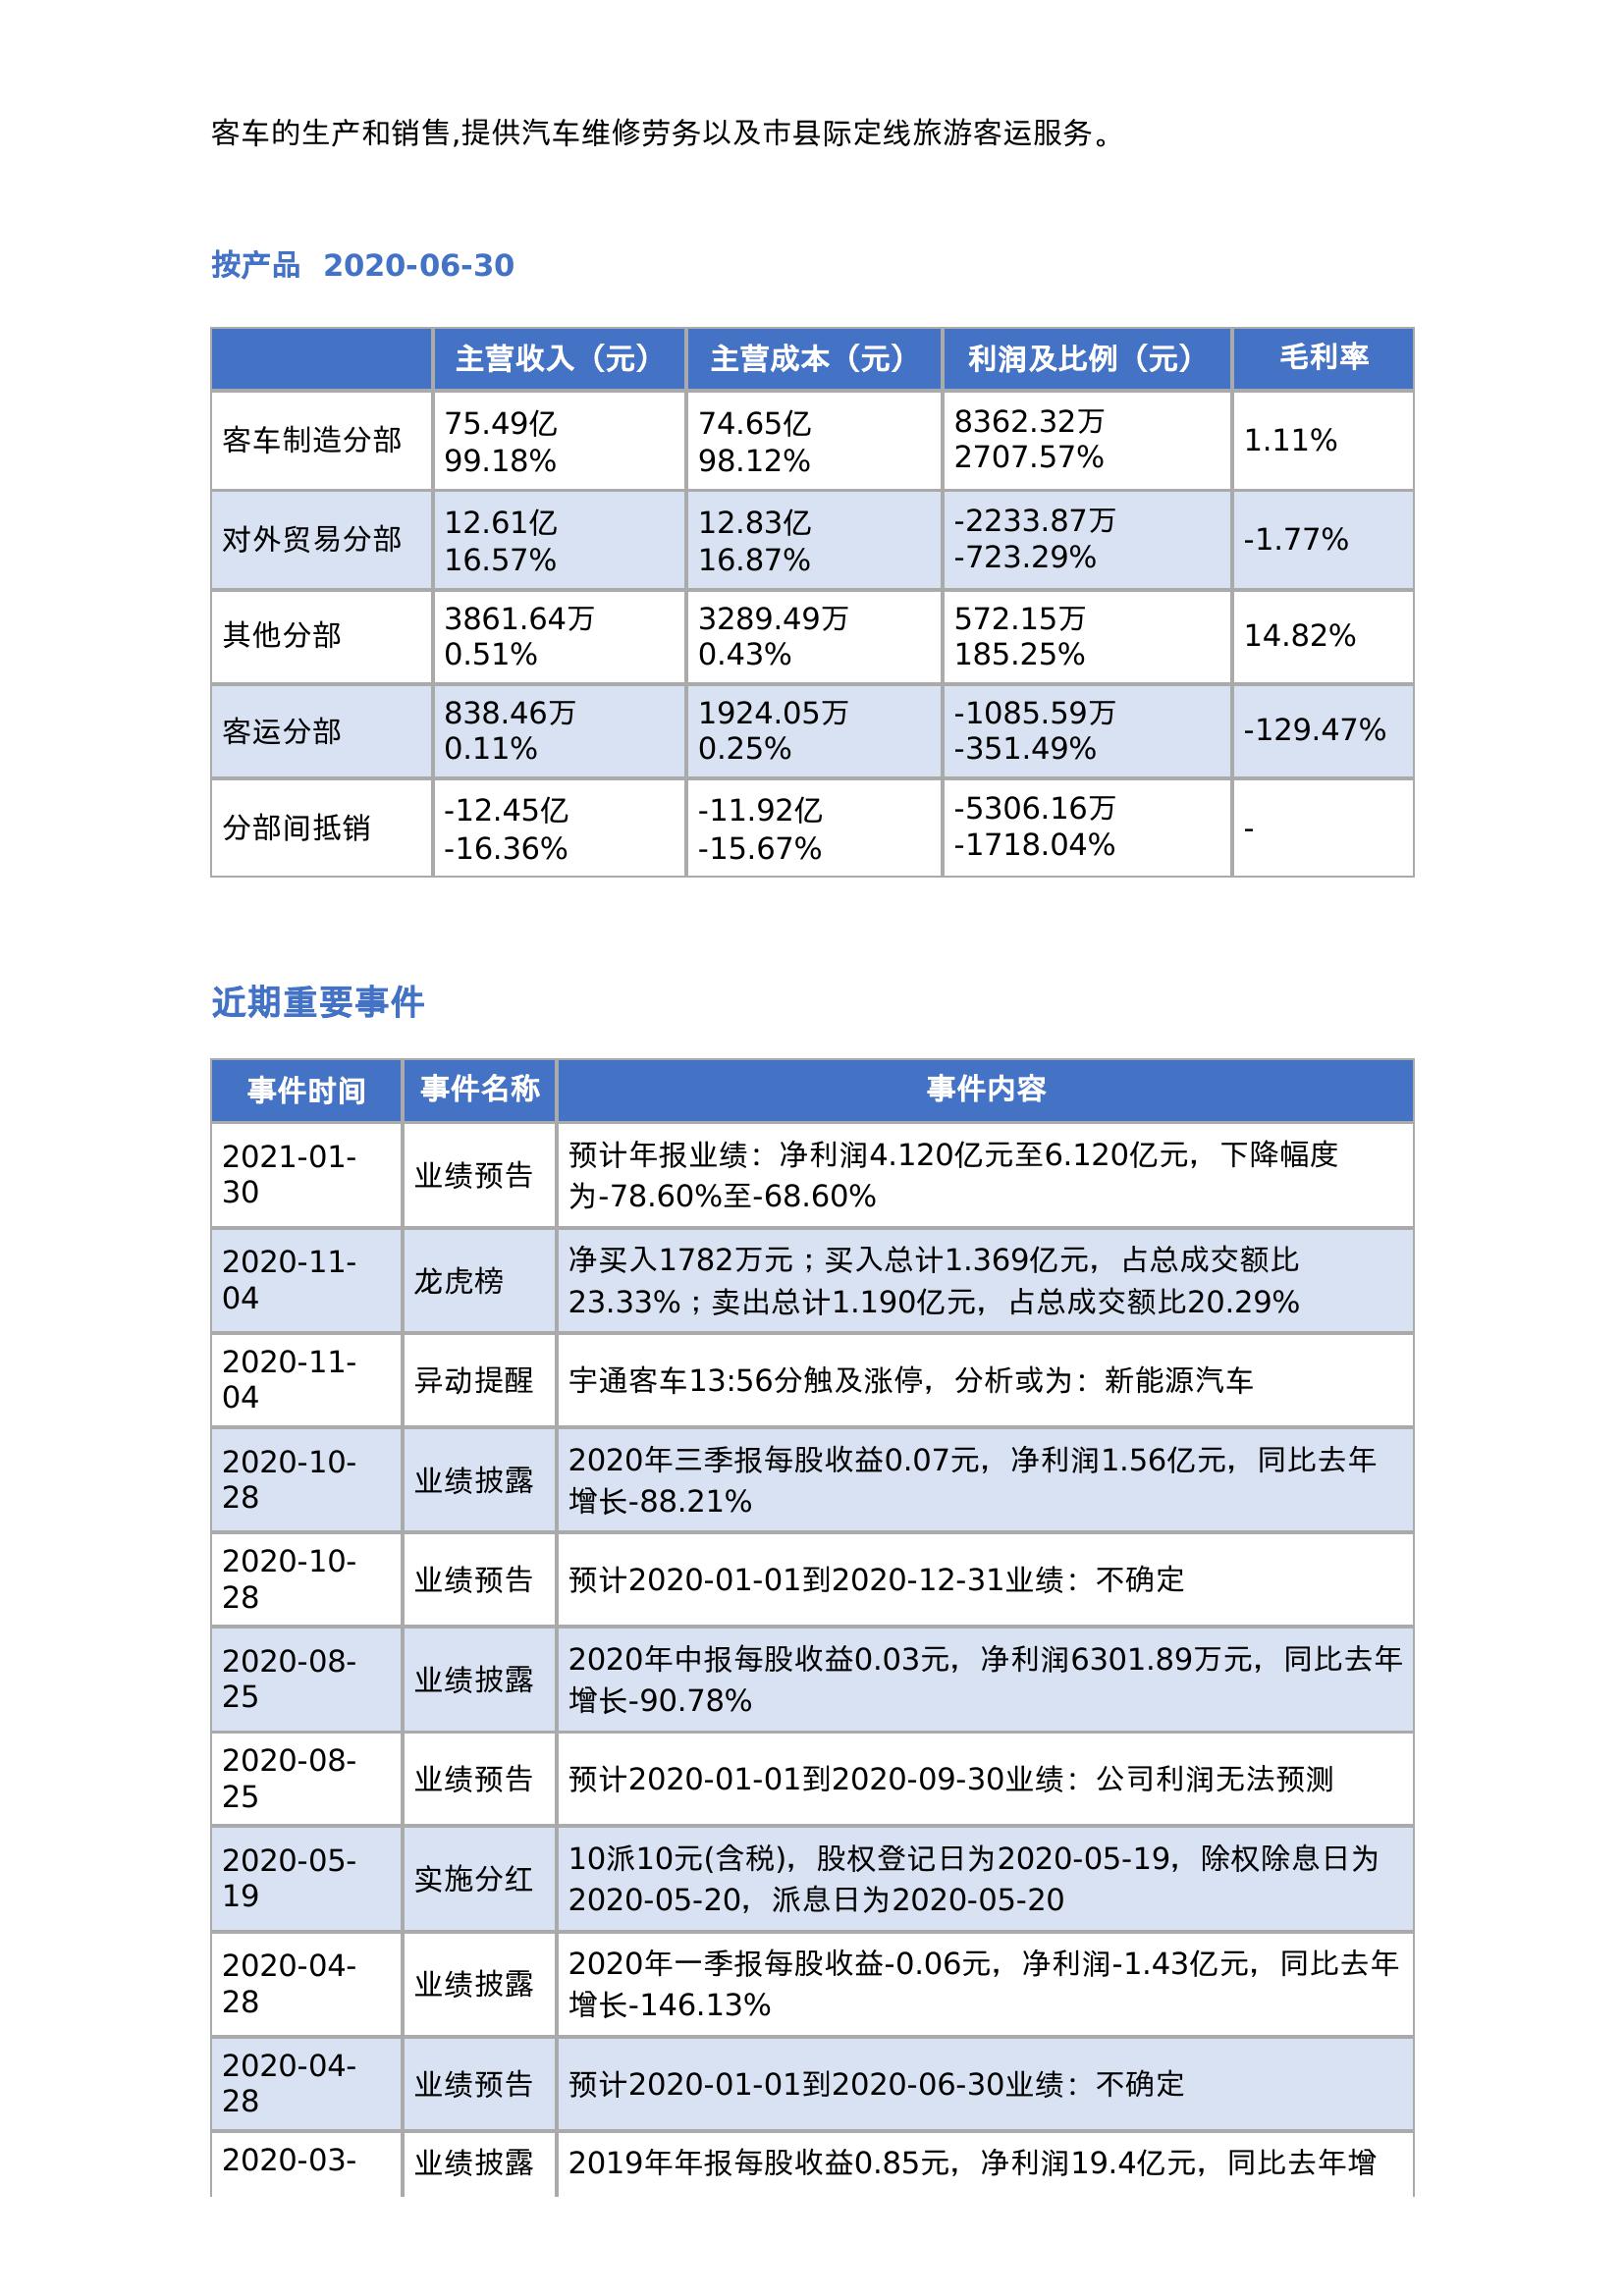 客车的生产和销售,提供汽车维修劳务以及市县际定线旅游客运服务。
按产品 2020-06-30
主营收入（元） 主营成本（元） 利润及比例（元） 毛利率
客车制造分部 75.49亿 74.65亿 8362.32万 1.11%
99.18% 98.12% 2707.57%
对外贸易分部 12.61亿 12.83亿 -2233.87万 -1.77%
16.57% 16.87% -723.29%
其他分部 3861.64万 3289.49万 572.15万 14.82%
0.51% 0.43% 185.25%
客运分部 838.46万 1924.05万 -1085.59万 -129.47%
0.11% 0.25% -351.49%
分部间抵销 -12.45亿 -11.92亿 -5306.16万 -
-16.36% -15.67% -1718.04%
近期重要事件
事件时间 事件名称 事件内容
2021-01-30 业绩预告 预计年报业绩：净利润4.120亿元至6.120亿元，下降幅度
为-78.60%至-68.60%
2020-11-04 龙虎榜 净买入1782万元；买入总计1.369亿元，占总成交额比
23.33%；卖出总计1.190亿元，占总成交额比20.29%
2020-11-04 异动提醒 宇通客车13:56分触及涨停，分析或为：新能源汽车
2020-10-28 业绩披露 2020年三季报每股收益0.07元，净利润1.56亿元，同比去年
增长-88.21%
2020-10-28 业绩预告 预计2020-01-01到2020-12-31业绩：不确定
2020-08-25 业绩披露 2020年中报每股收益0.03元，净利润6301.89万元，同比去年
增长-90.78%
2020-08-25 业绩预告 预计2020-01-01到2020-09-30业绩：公司利润无法预测
2020-05-19 实施分红 10派10元(含税)，股权登记日为2020-05-19，除权除息日为
2020-05-20，派息日为2020-05-20
2020-04-28 业绩披露 2020年一季报每股收益-0.06元，净利润-1.43亿元，同比去年
增长-146.13%
2020-04-28 业绩预告 预计2020-01-01到2020-06-30业绩：不确定
2020-03- 业绩披露 2019年年报每股收益0.85元，净利润19.4亿元，同比去年增